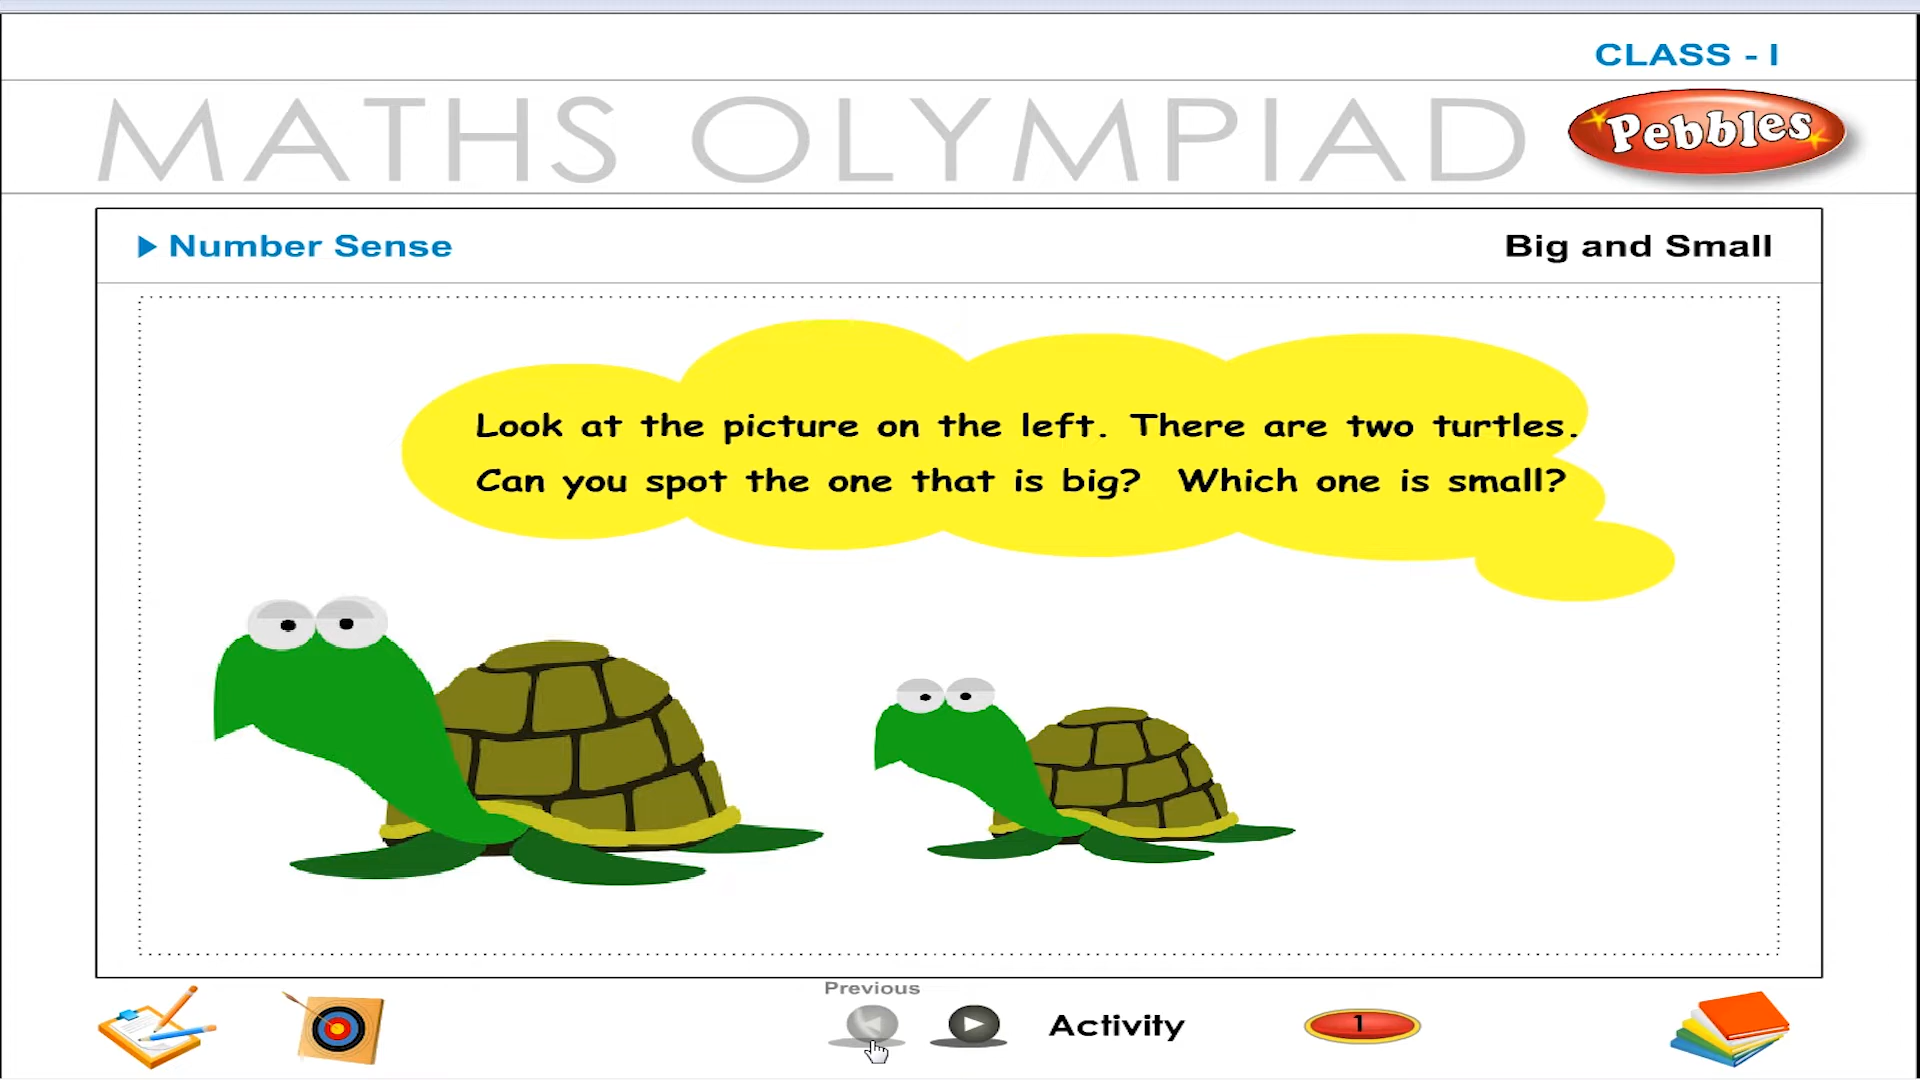 CLASS - I
MATHS OLYMPIAD
Pebbles
Number Sense
Big and Small
Look at the picture on the left. There are two turtles.
Can you spot the one that is big? Which one is small?
Previous
Activity
1